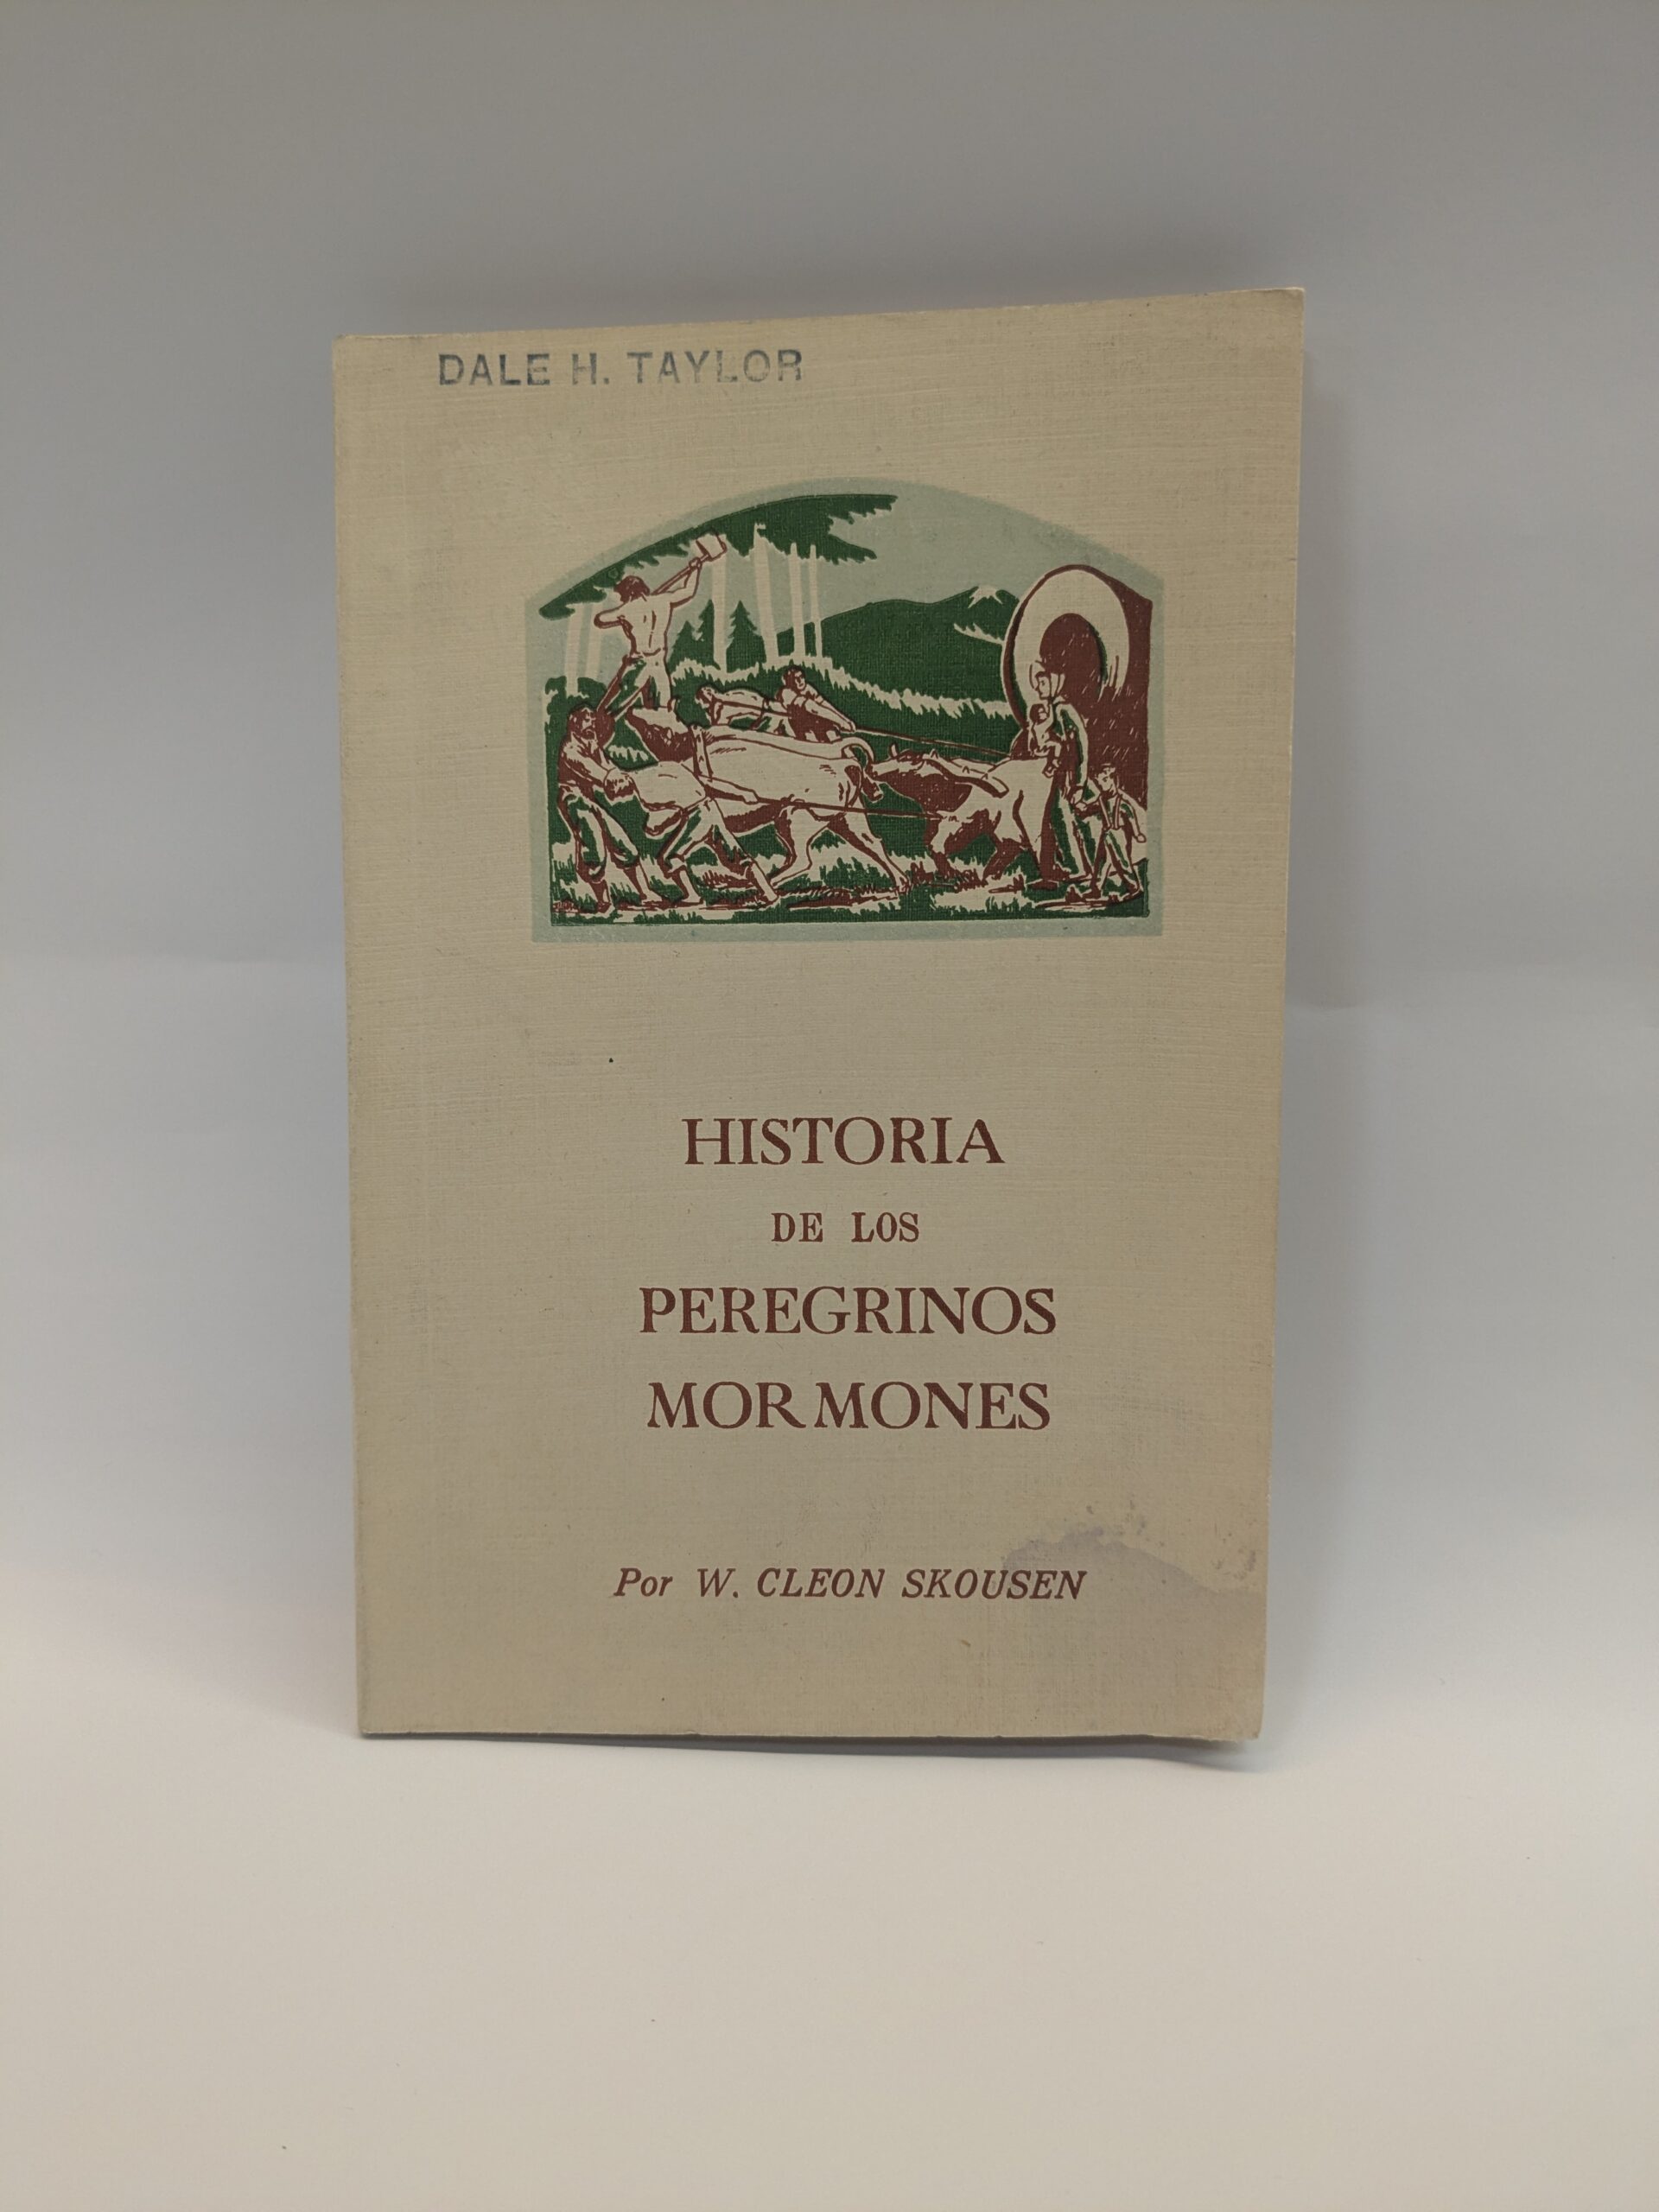 DALE H. TAYLOR
HISTORIA
DE LOS
PEREGRINOS
MORMONES
Por W. CLEON SKOUSEN